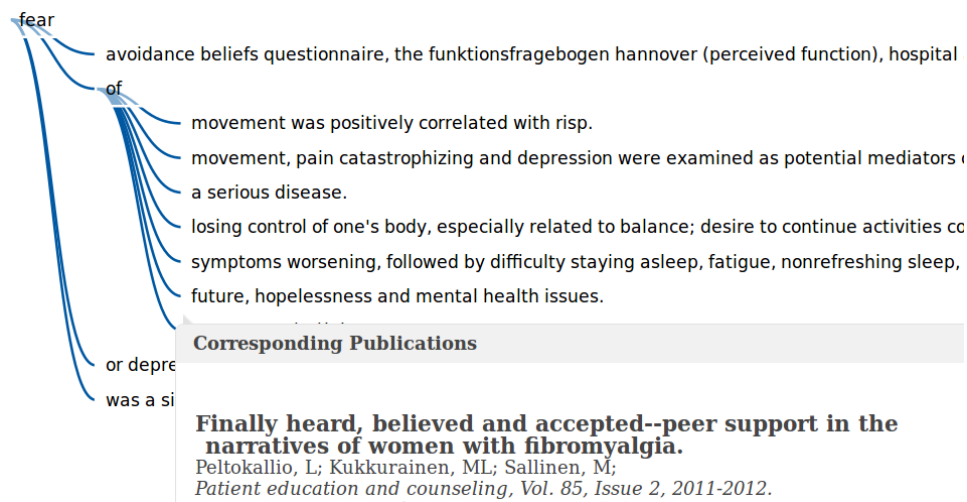 fear
avoidance beliefs questionnaire, the funktionsfragebogen hannover (perceived function), hospital
of
movement was positively correlated with risp.
movement, pain catastrophizing and depression were examined as potential mediators
a serious disease.
losing control of one's body, especially related to balance; desire to continue activities co
symptoms worsening, followed by difficulty staying asleep, fatigue, nonrefreshing sleep,
future, hopelessness and mental health issues.
or depre
was a si
Corresponding Publications
Finally heard, believed and accepted--peer support in the
narratives of women with fibromyalgia.
Peltokallio, L; Kukkurainen, ML; Sallinen, M;
Patient education and counseling, Vol. 85, Issue 2, 2011-2012.